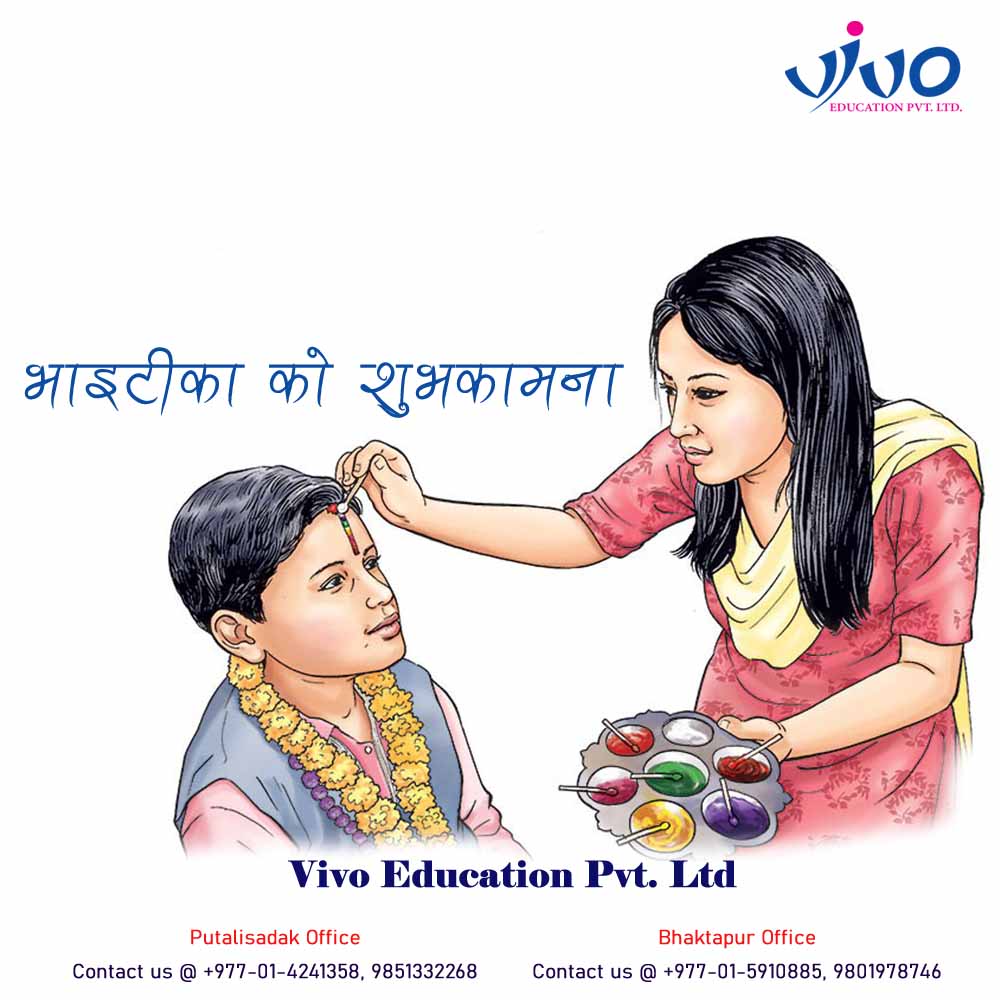 vivo
EDUCATION PVT. LTD.
भाइटीका को शुभकामना
Vivo Education Pvt. Ltd
Putalisadak Office
Contact us @ +977-01-4241358, 9851332268
Bhaktapur Office
Contact us @ +977-01-5910885, 9801978746